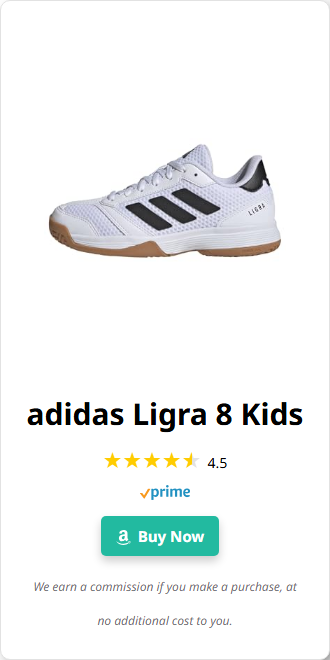 LIGRA
adidas Ligra 8 Kids
4.5
prime
Buy Now
We earn a commission if you make a purchase, at
no additional cost to you.